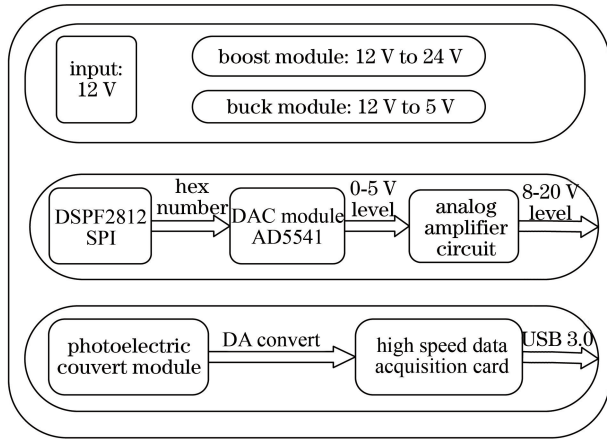 input:
12 V
boost module: 12 V to 24 V
buck module: 12 V to 5 V
DSPF2812
SPI
hex
number
DAC module
AD5541
0-5 V
level
analog
amplifier
circuit
8-20 V
level
photoelectric
couvert module
DA convert
high speed data
acquisition card
USB 3.0